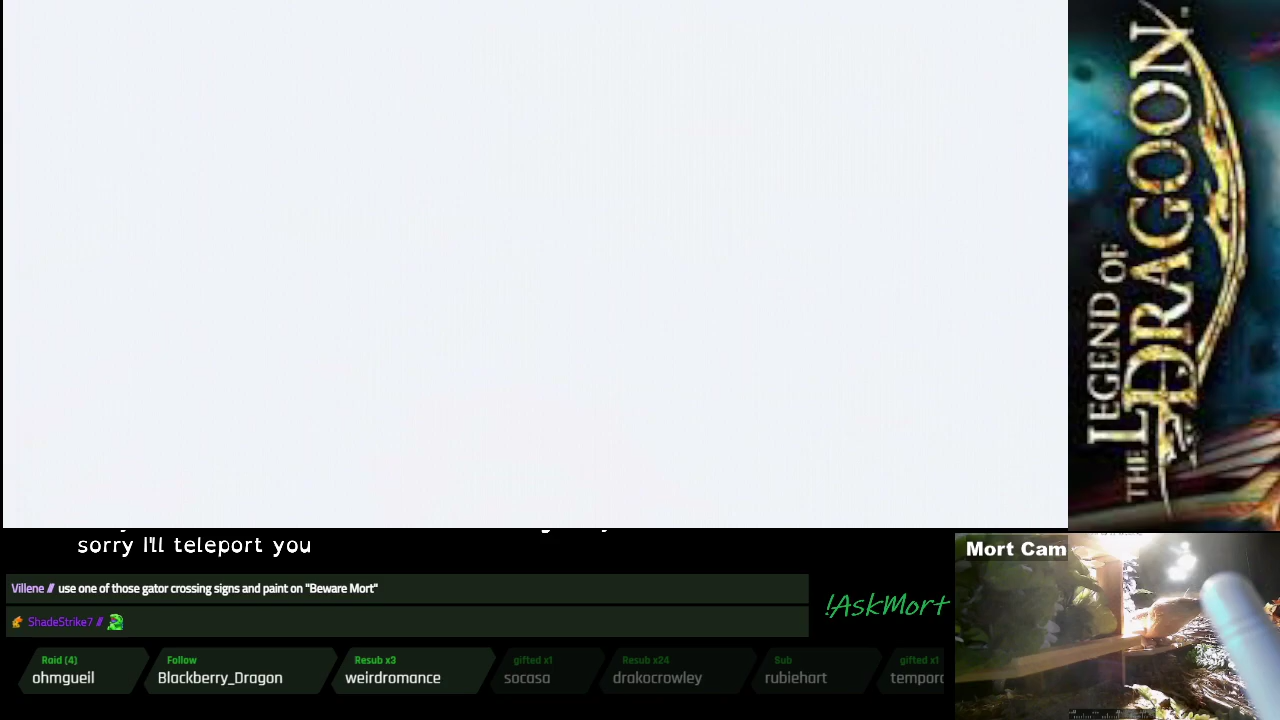 THE LEGEND OF
DRAGOON
sorry I'll teleport you
Villene // use one of those gator crossing signs and paint on "Beware Mort"
ShadeStrike7 //
!AskMort
Mort Cam
Raid (4)
ohmgueil
Follow
Blackberry_Dragon
Resub x3
weirdromance
gifted x1
socasa
Resub x24
drakocrowley
Sub
rubiehart
gifted x1